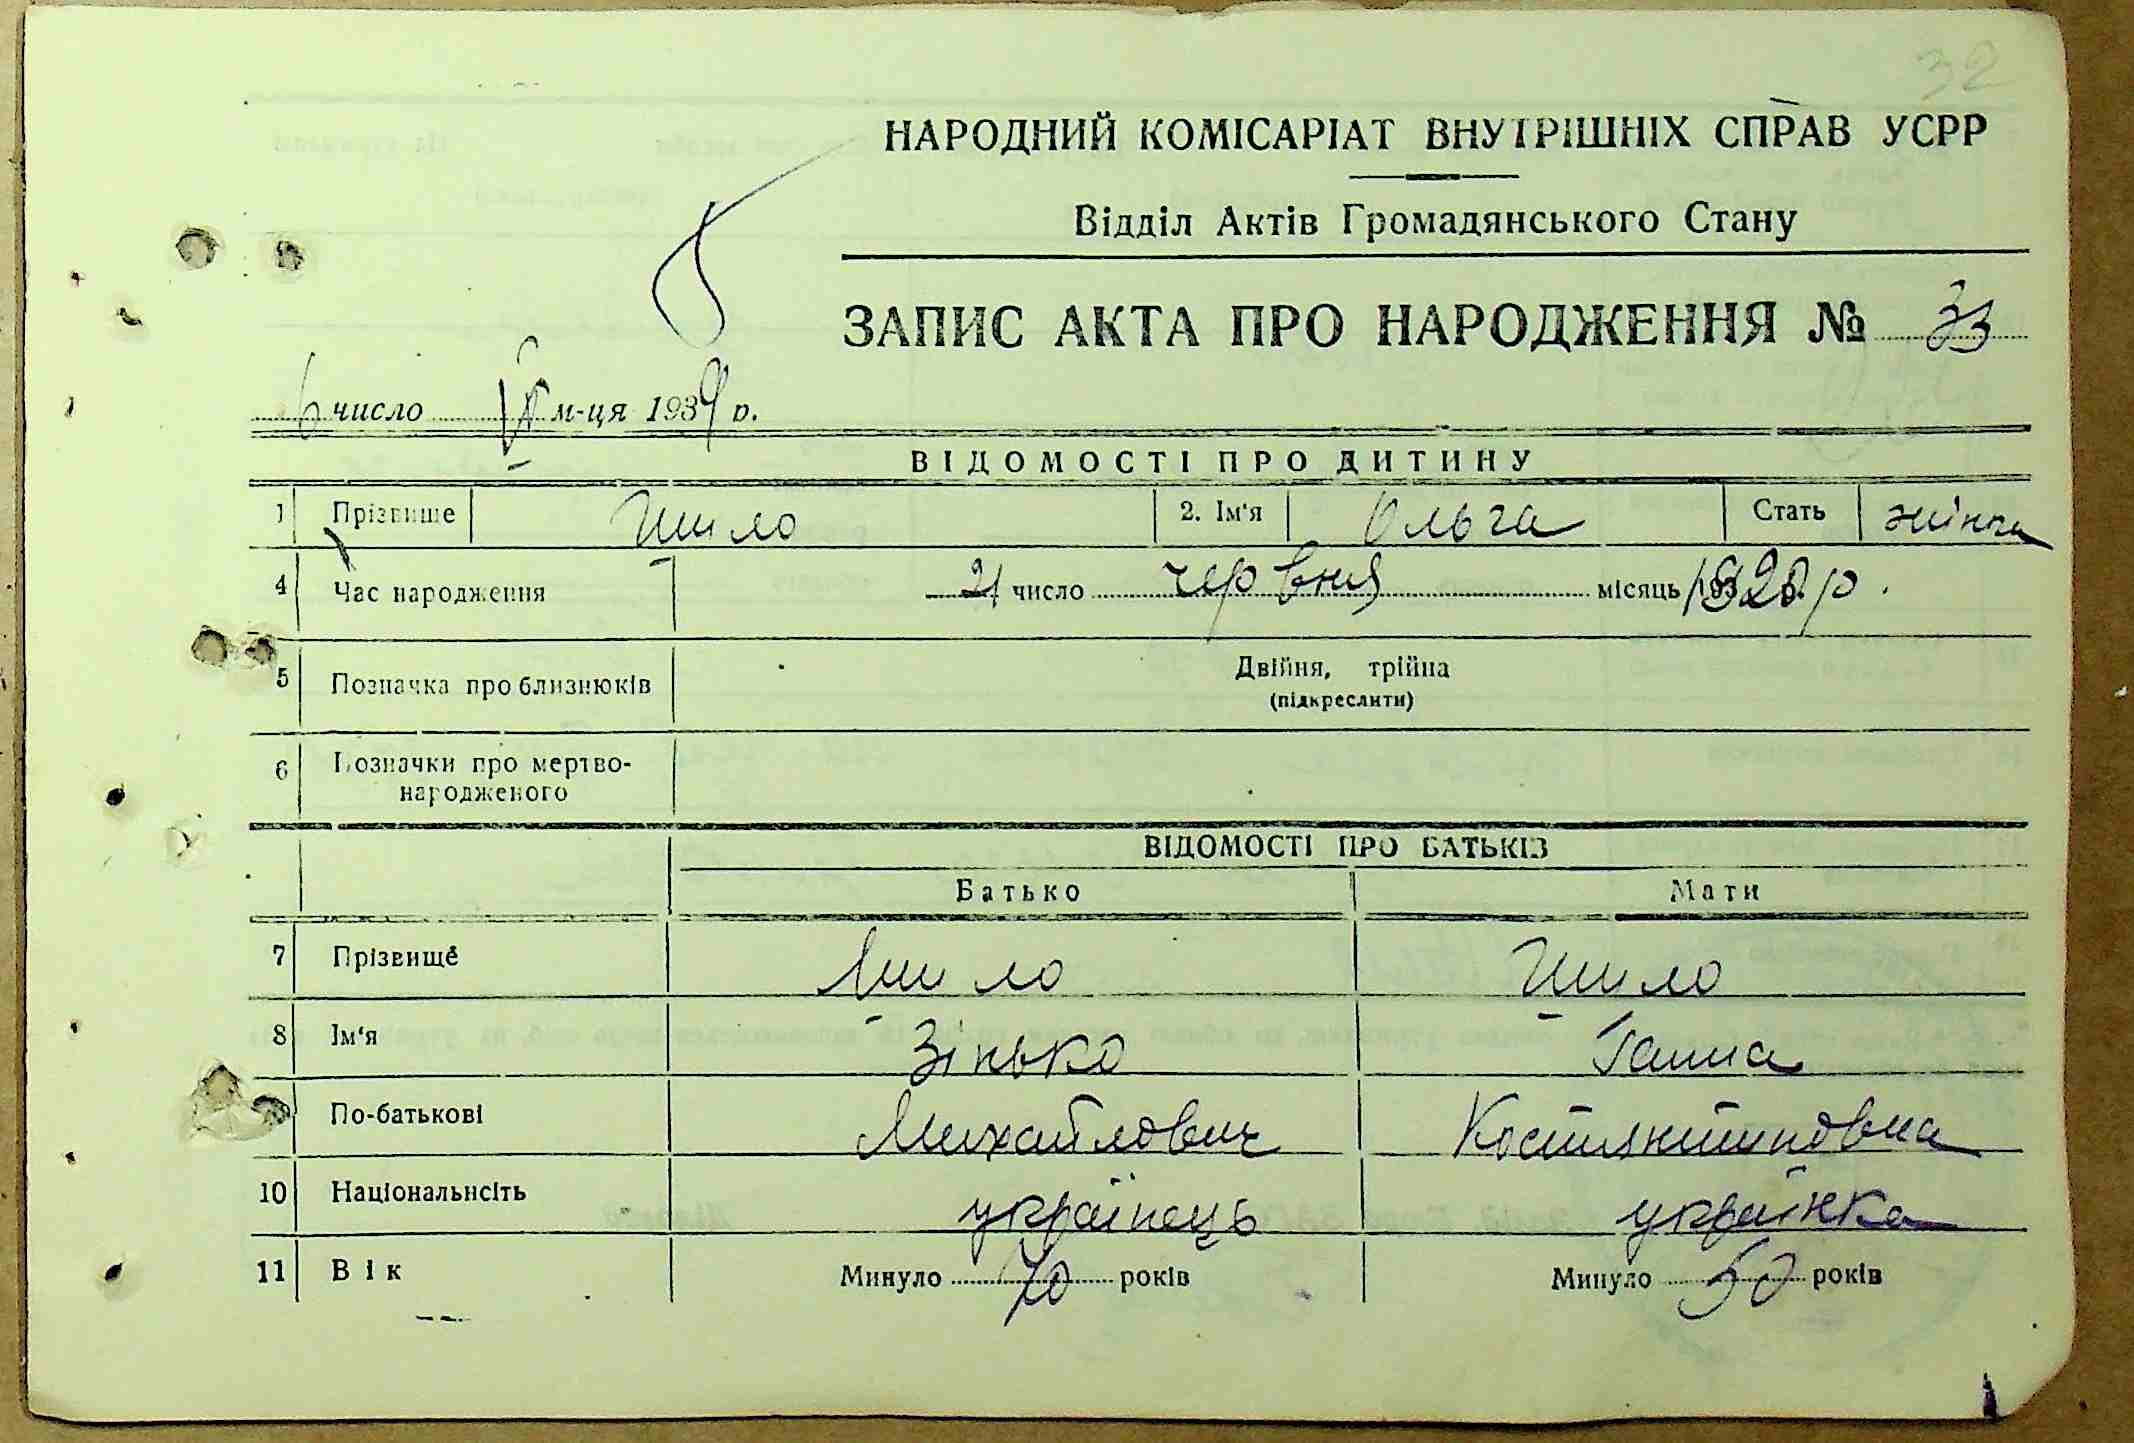 32
НАРОДНИЙ КОМІСАРІАТ ВНУТРІШНІХ СПРАВ УСРР
Відділ Актів Громадянського Стану
ЗАПИС АКТА ПРО НАРОДЖЕННЯ № 33
6 число м-ця 1939 р.
ВІДОМОСТІ ПРО ДИТИНУ
1 Прізвище Шило 2. Ім'я Ольга Стать жінка
4 Час народження 21 число червня місяць 1920 р.
5 Позначка про близнюків Двійня, трійна
(підкреслити)
6 Позначки про мертво-
народженого
ВІДОМОСТІ ПРО БАТЬКІВ
Батько Мати
7 Прізвище Шило Шило
8 Ім'я Зінько Ганна
По-батькові Михайлович Костянтиновна
10 Національнсіть українець українка
11 Вік Минуло 70 років Минуло 50 років